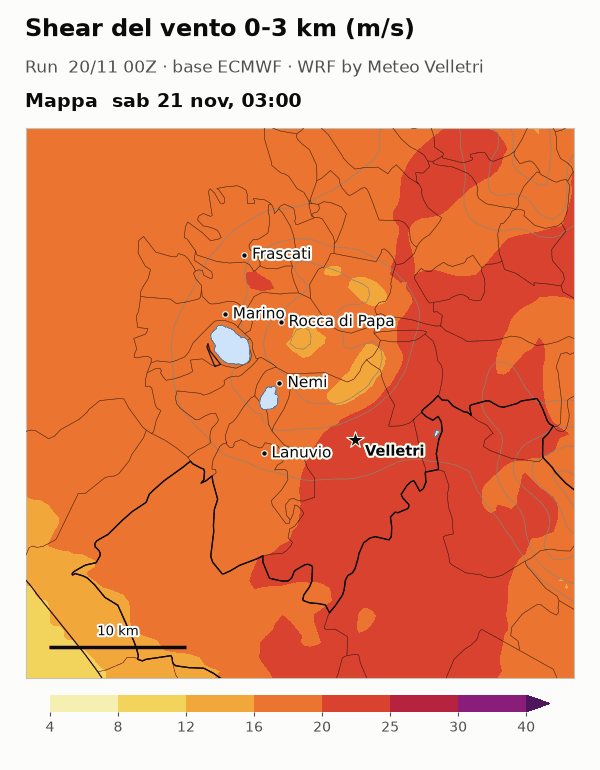 Shear del vento 0-3 km (m/s)
Run  20/11 00Z · base ECMWF · WRF by Meteo Velletri
Mappa  sab 21 nov, 03:00
Frascati
Marino
Rocca di Papa
Nemi
Velletri
Lanuvio
10 km
4 8 12 16 20 25 30 40